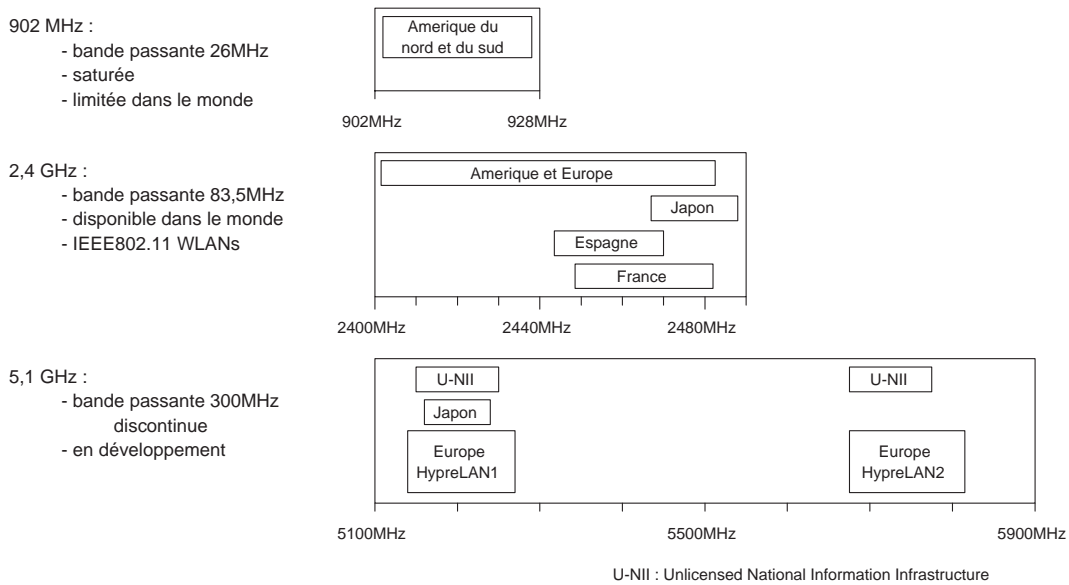 902 MHz :
- bande passante 26MHz
- saturée
- limitée dans le monde
Amerique du
nord et du sud
902MHz
928MHz
2,4 GHz :
- bande passante 83,5MHz
- disponible dans le monde
- IEEE802.11 WLANs
Amerique et Europe
Japon
Espagne
France
2400MHz
2440MHz
2480MHz
5,1 GHz :
- bande passante 300MHz
discontinue
- en développement
U-NII
U-NII
Japon
Europe
HypreLAN1
Europe
HypreLAN2
5100MHz
5500MHz
5900MHz
U-NII : Unlicensed National Information Infrastructure